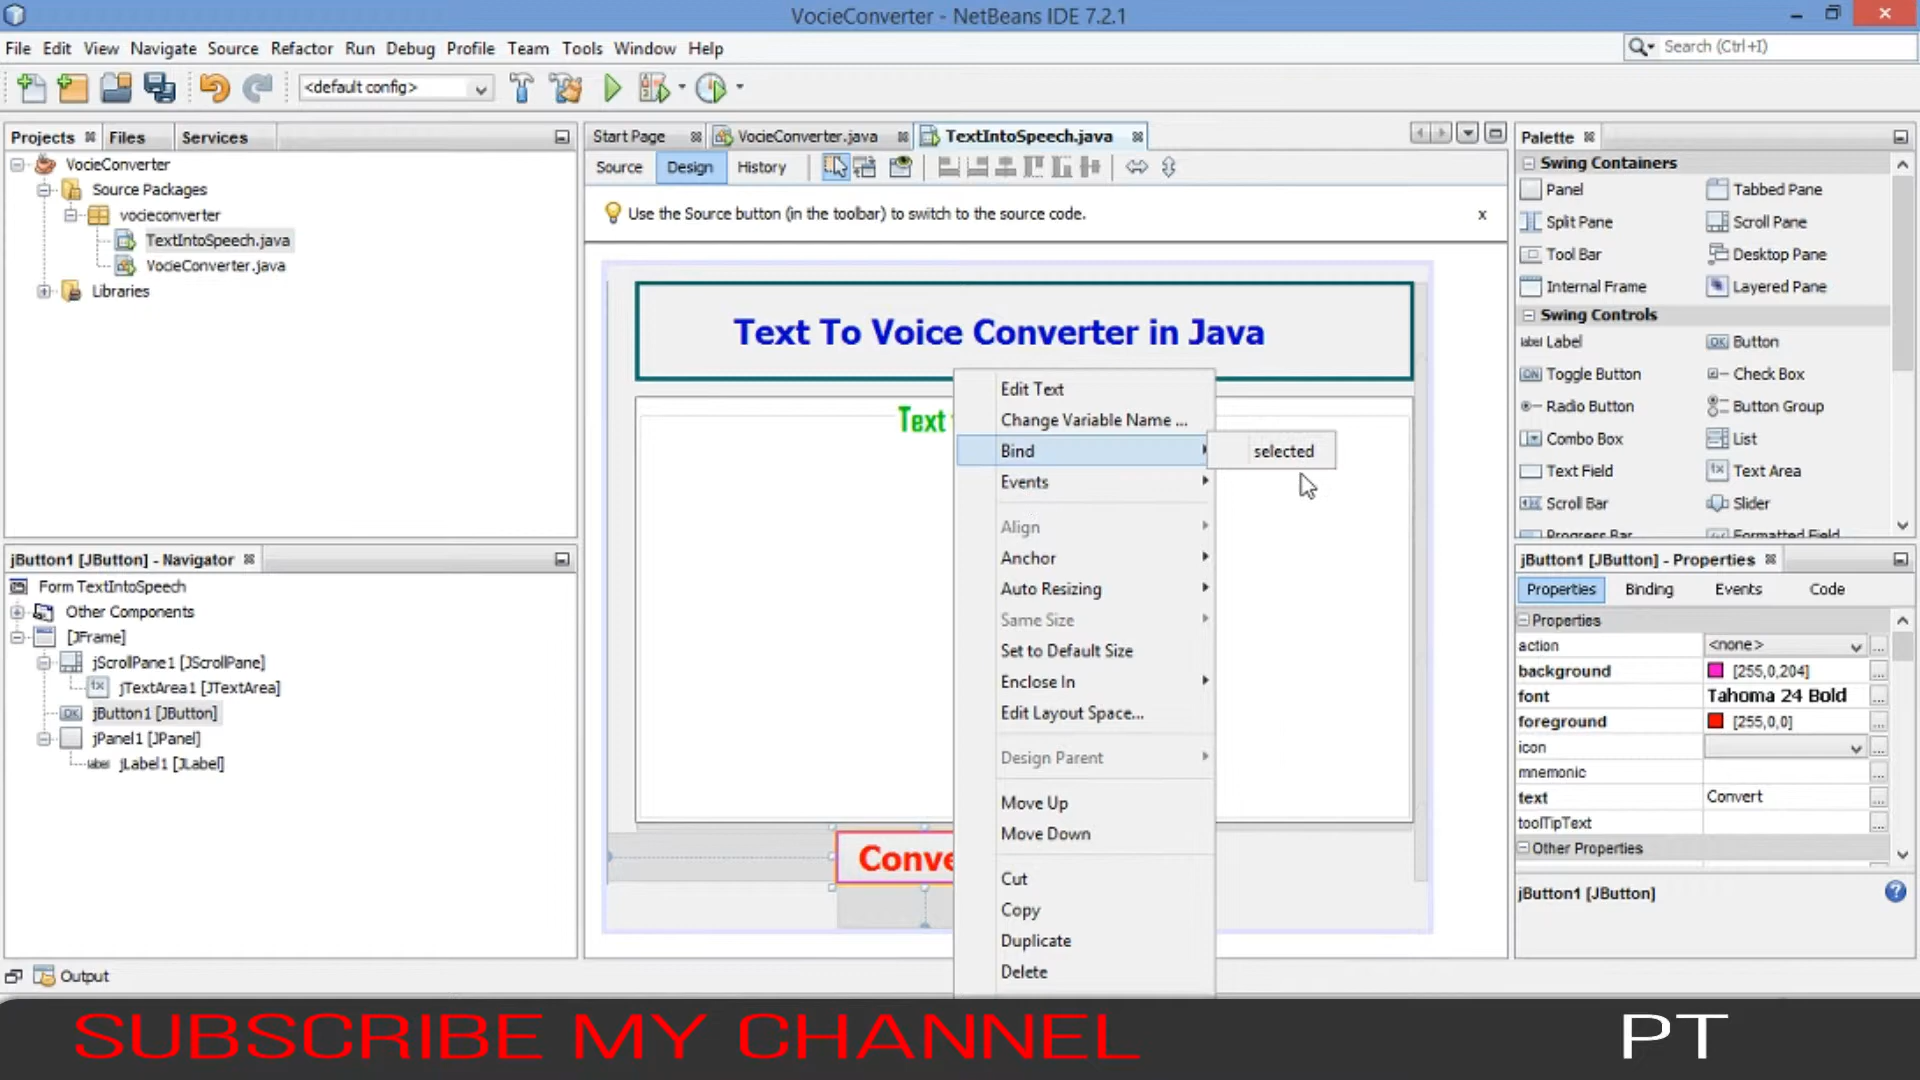 VocieConverter - NetBeans IDE 7.2.1
File Edit View Navigate Source Refactor Run Debug Profile Team Tools Window Help
Search (Ctrl+I)
<default config>
Projects Files Services
VocieConverter
Source Packages
vocieconverter
TextIntoSpeech.java
VocieConverter.java
Libraries
Start Page VocieConverter.java TextIntoSpeech.java
Source Design History
Use the Source button (in the toolbar) to switch to the source code. x
Text To Voice Converter in Java
Text
Conve
Edit Text
Change Variable Name ...
Bind
selected
Events
Align
Anchor
Auto Resizing
Same Size
Set to Default Size
Enclose In
Edit Layout Space...
Design Parent
Move Up
Move Down
Cut
Copy
Duplicate
Delete
Palette
Swing Containers
Panel Tabbed Pane
Split Pane Scroll Pane
Tool Bar Desktop Pane
Internal Frame Layered Pane
Swing Controls
label Label OK Button
ON Toggle Button Check Box
Radio Button Button Group
Combo Box List
Text Field Text Area
Scroll Bar Slider
Progress Bar Formatted Field
jButton1 [JButton] - Navigator
Form TextIntoSpeech
Other Components
[JFrame]
jScrollPane1 [JScrollPane]
jTextArea1 [JTextArea]
OK jButton1 [JButton]
jPanel1 [JPanel]
label jLabel1 [JLabel]
jButton1 [JButton] - Properties
Properties Binding Events Code
Properties
action <none> ...
background [255,0,204] ...
font Tahoma 24 Bold ...
foreground [255,0,0] ...
icon ...
mnemonic ...
text Convert ...
toolTipText ...
Other Properties
jButton1 [JButton]
Output
SUBSCRIBE MY CHANNEL
PT